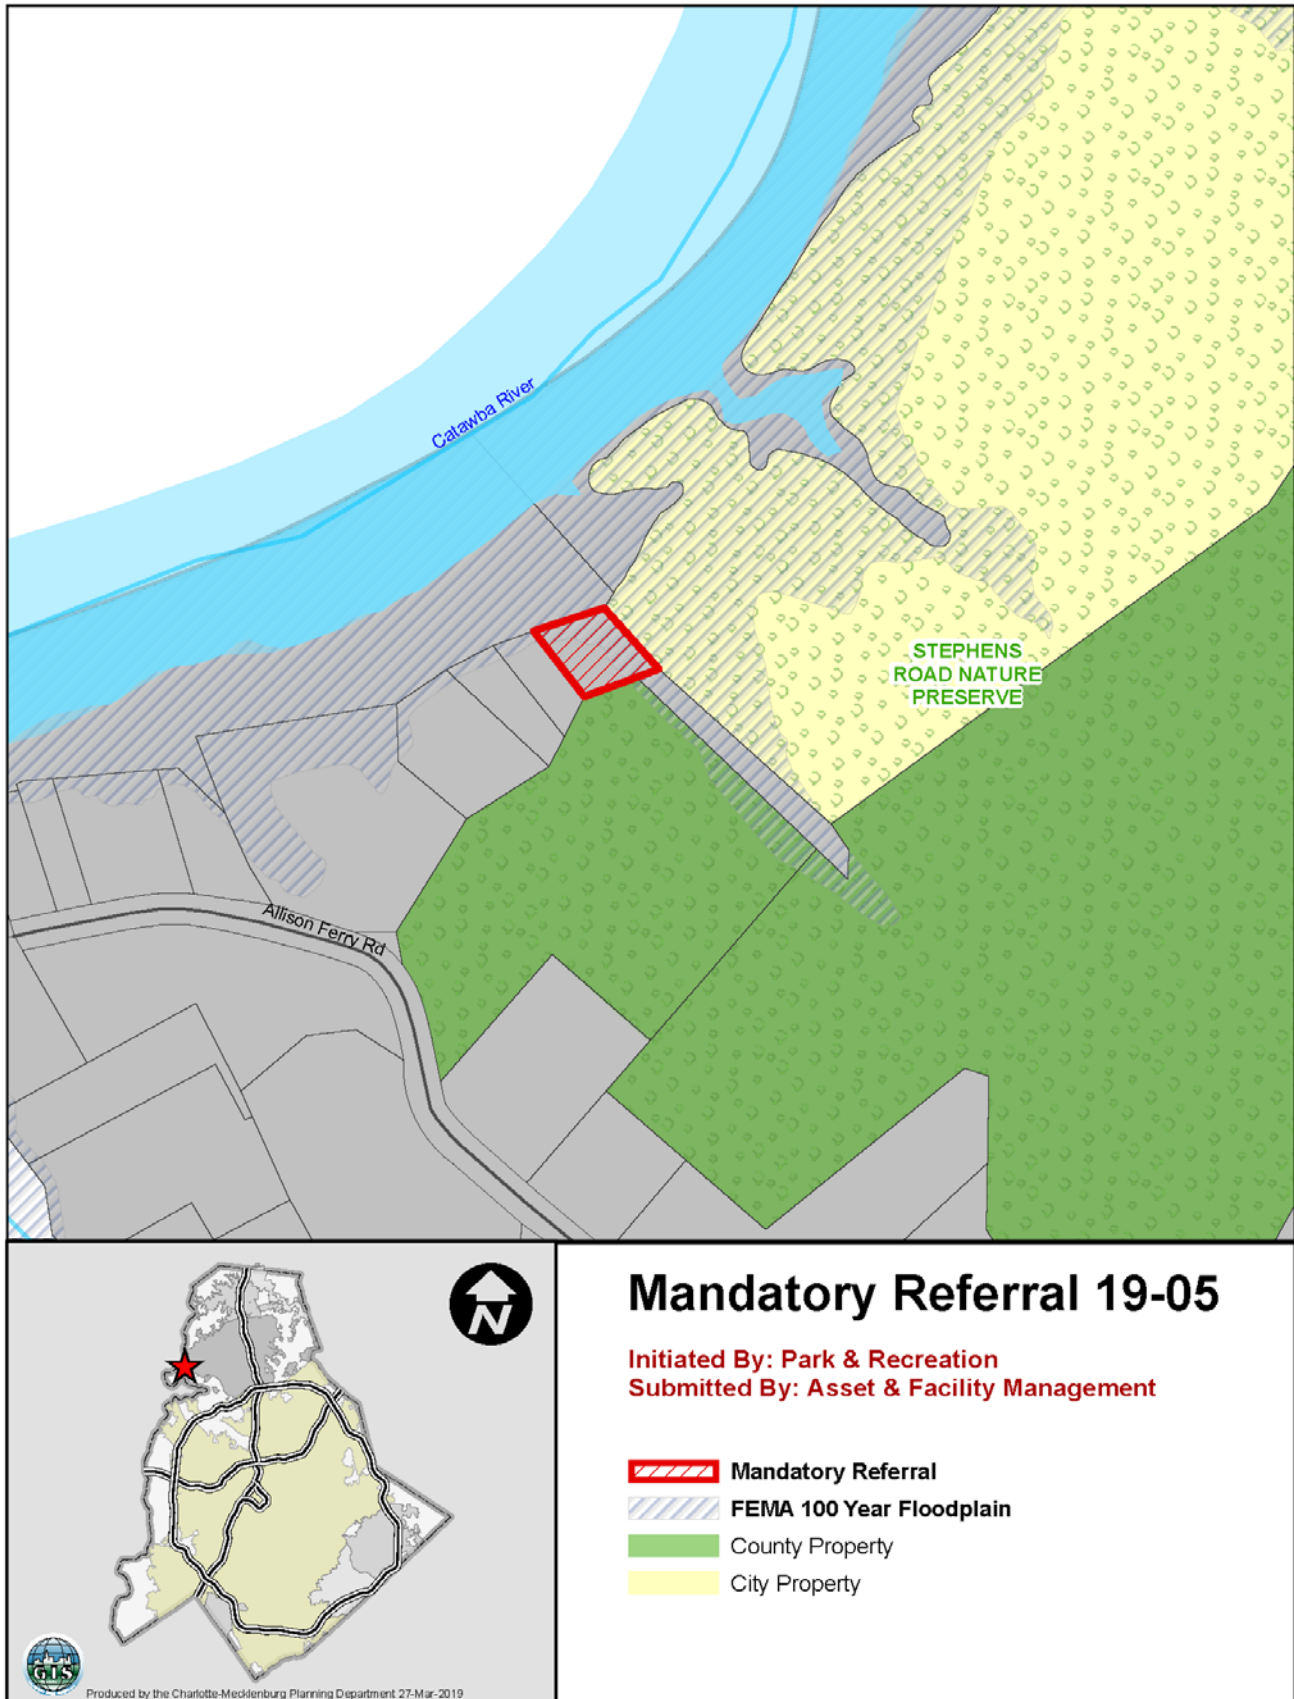 Catawba River
STEPHENS
ROAD NATURE
PRESERVE
Allison Ferry Rd
N
GIS
Produced by the Charlotte-Mecklenburg Planning Department 27-Mar-2019
Mandatory Referral 19-05
Initiated By: Park & Recreation
Submitted By: Asset & Facility Management
Mandatory Referral
FEMA 100 Year Floodplain
County Property
City Property